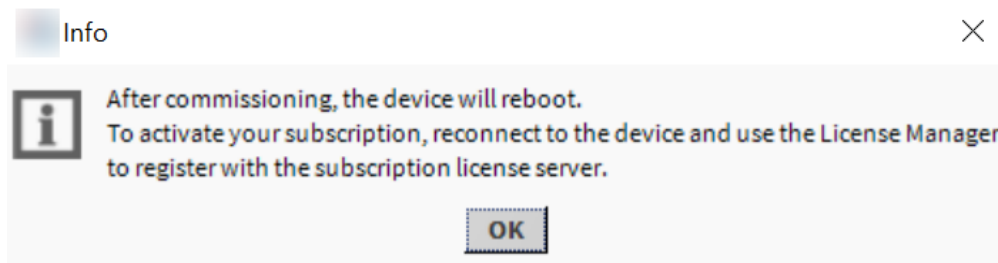 Info
After commissioning, the device will reboot.
To activate your subscription, reconnect to the device and use the License Manager
to register with the subscription license server.
OK